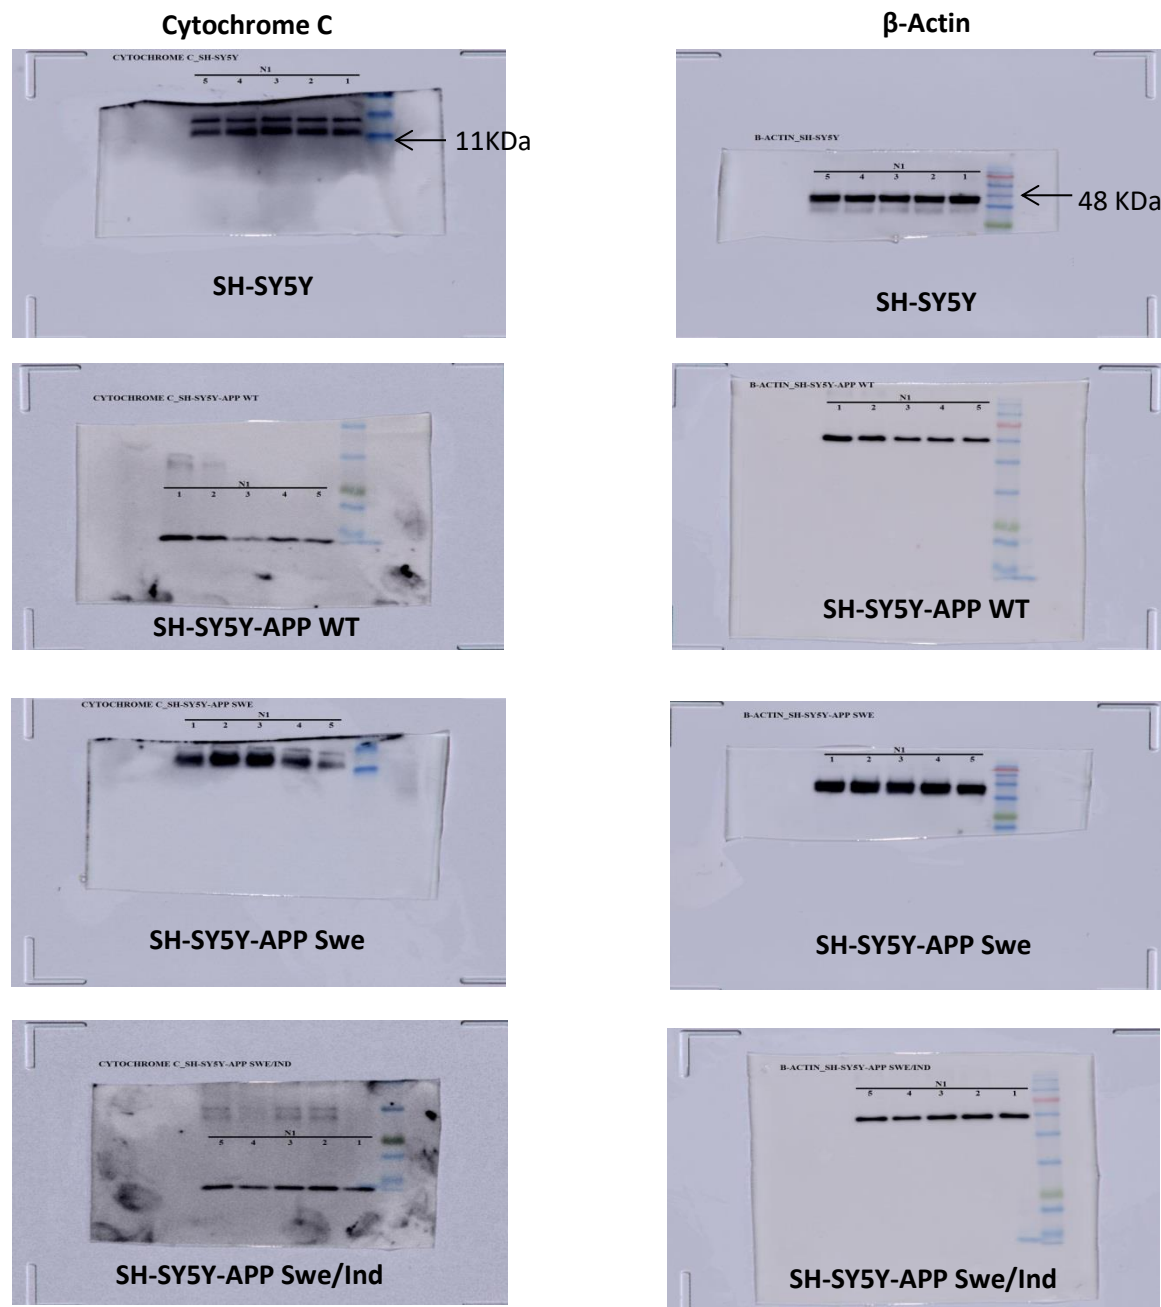 Cytochrome C
β-Actin
CYTOCHROME C_SH-SY5Y
N1
5 4 3 2 1
11KDa
SH-SY5Y
B-ACTIN_SH-SY5Y
N1
5 4 3 2 1
48 KDa
SH-SY5Y
CYTOCHROME C_SH-SY5Y-APP WT
N1
1 2 3 4 5
SH-SY5Y-APP WT
B-ACTIN_SH-SY5Y-APP WT
N1
1 2 3 4 5
SH-SY5Y-APP WT
CYTOCHROME C_SH-SY5Y-APP SWE
N1
1 2 3 4 5
SH-SY5Y-APP Swe
B-ACTIN_SH-SY5Y-APP SWE
N1
1 2 3 4 5
SH-SY5Y-APP Swe
CYTOCHROME C_SH-SY5Y-APP SWE/IND
N1
5 4 3 2 1
SH-SY5Y-APP Swe/Ind
B-ACTIN_SH-SY5Y-APP SWE/IND
N1
5 4 3 2 1
SH-SY5Y-APP Swe/Ind